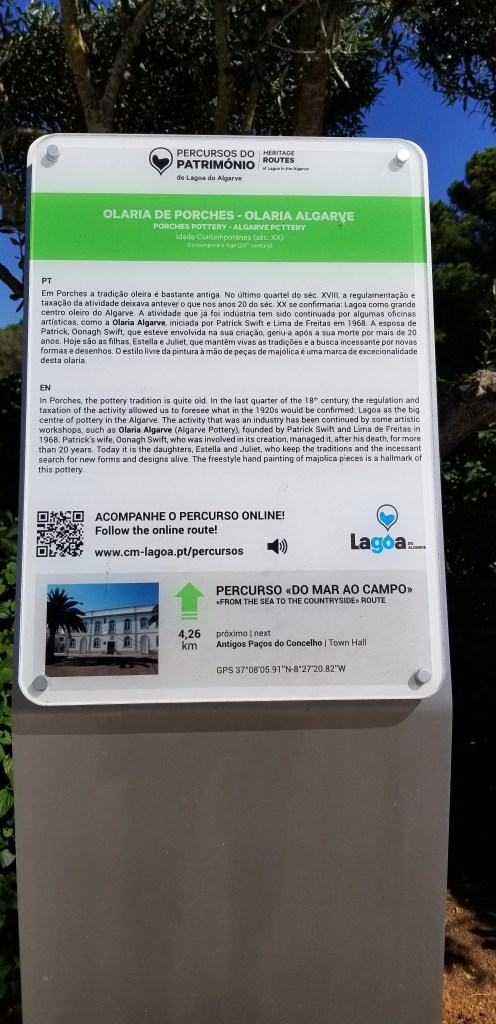 PERCURSOS DO
PATRIMÓNIO
de Lagoa do Algarve
HERITAGE
ROUTES
of Lagoa in the Algarve
OLARIA DE PORCHES - OLARIA ALGARVE
PORCHES POTTERY - ALGARVE POTTERY
Idade Contemporânea (séc. XX)
Contemporary Age (20th century)
PT
Em Porches a tradição oleira é bastante antiga. No último quartel do séc. XVIII, a regulamentação e
taxação da atividade deixava antever o que nos anos 20 do séc. XX se confirmaria: Lagoa como grande
centro oleiro do Algarve. A atividade que já foi indústria tem sido continuada por algumas oficinas
artísticas, como a Olaria Algarve, iniciada por Patrick Swift e Lima de Freitas em 1968. A esposa de
Patrick, Oonagh Swift, que esteve envolvida na sua criação, geriu-a após a sua morte por mais de 20
anos. Hoje são as filhas, Estella e Juliet, que mantêm vivas as tradições e a busca incessante por novas
formas e desenhos. O estilo livre da pintura à mão de peças de majólica é uma marca de excecionalidade
desta olaria.
EN
In Porches, the pottery tradition is quite old. In the last quarter of the 18th century, the regulation and
taxation of the activity allowed us to foresee what in the 1920s would be confirmed: Lagoa as the big
centre of pottery in the Algarve. The activity that was an industry has been continued by some artistic
workshops, such as Olaria Algarve (Algarve Pottery), founded by Patrick Swift and Lima de Freitas in
1968. Patrick's wife, Oonagh Swift, who was involved in its creation, managed it, after his death, for more
than 20 years. Today it is the daughters, Estella and Juliet, who keep the traditions and the incessant
search for new forms and designs alive. The freestyle hand painting of majolica pieces is a hallmark of
this pottery.
ACOMPANHE O PERCURSO ONLINE!
Follow the online route!
www.cm-lagoa.pt/percursos
Lagoa DO ALGARVE
PERCURSO «DO MAR AO CAMPO»
«FROM THE SEA TO THE COUNTRYSIDE» ROUTE
4,26
km
próximo | next
Antigos Paços do Concelho | Town Hall
GPS 37°08'05.91"N-8°27'20.82"W